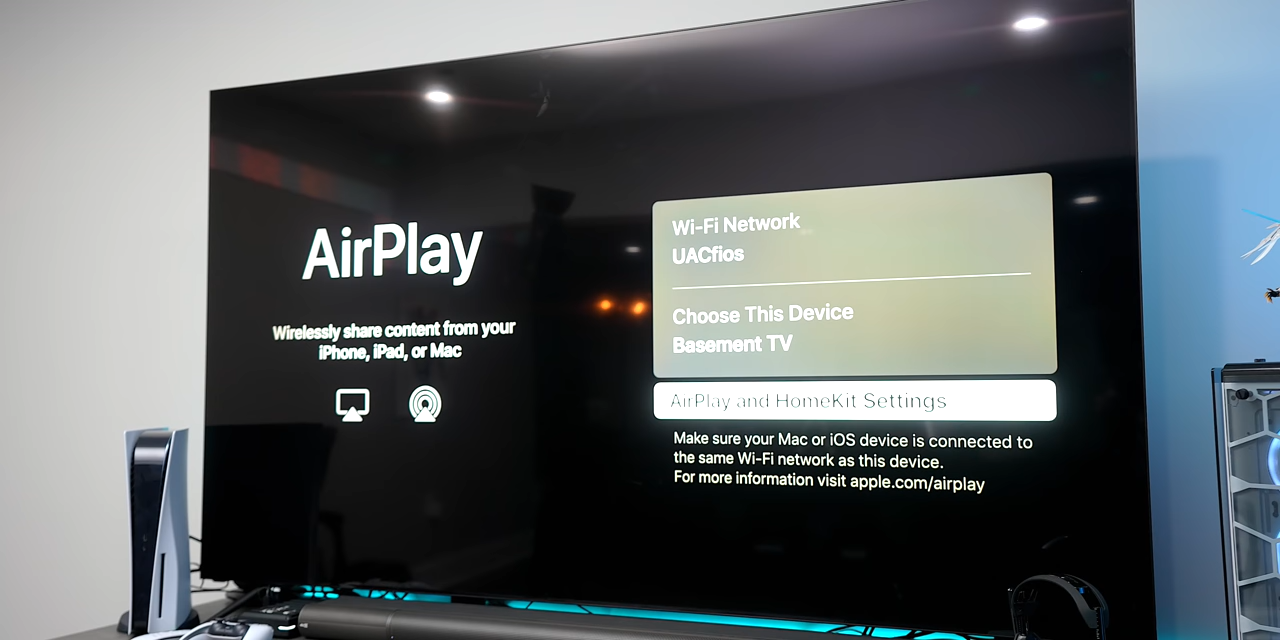 AirPlay
Wirelessly share content from your
iPhone, iPad, or Mac
Wi-Fi Network
UACfios
Choose This Device
Basement TV
AirPlay and HomeKit Settings
Make sure your Mac or iOS device is connected to
the same Wi-Fi network as this device.
For more information visit apple.com/airplay